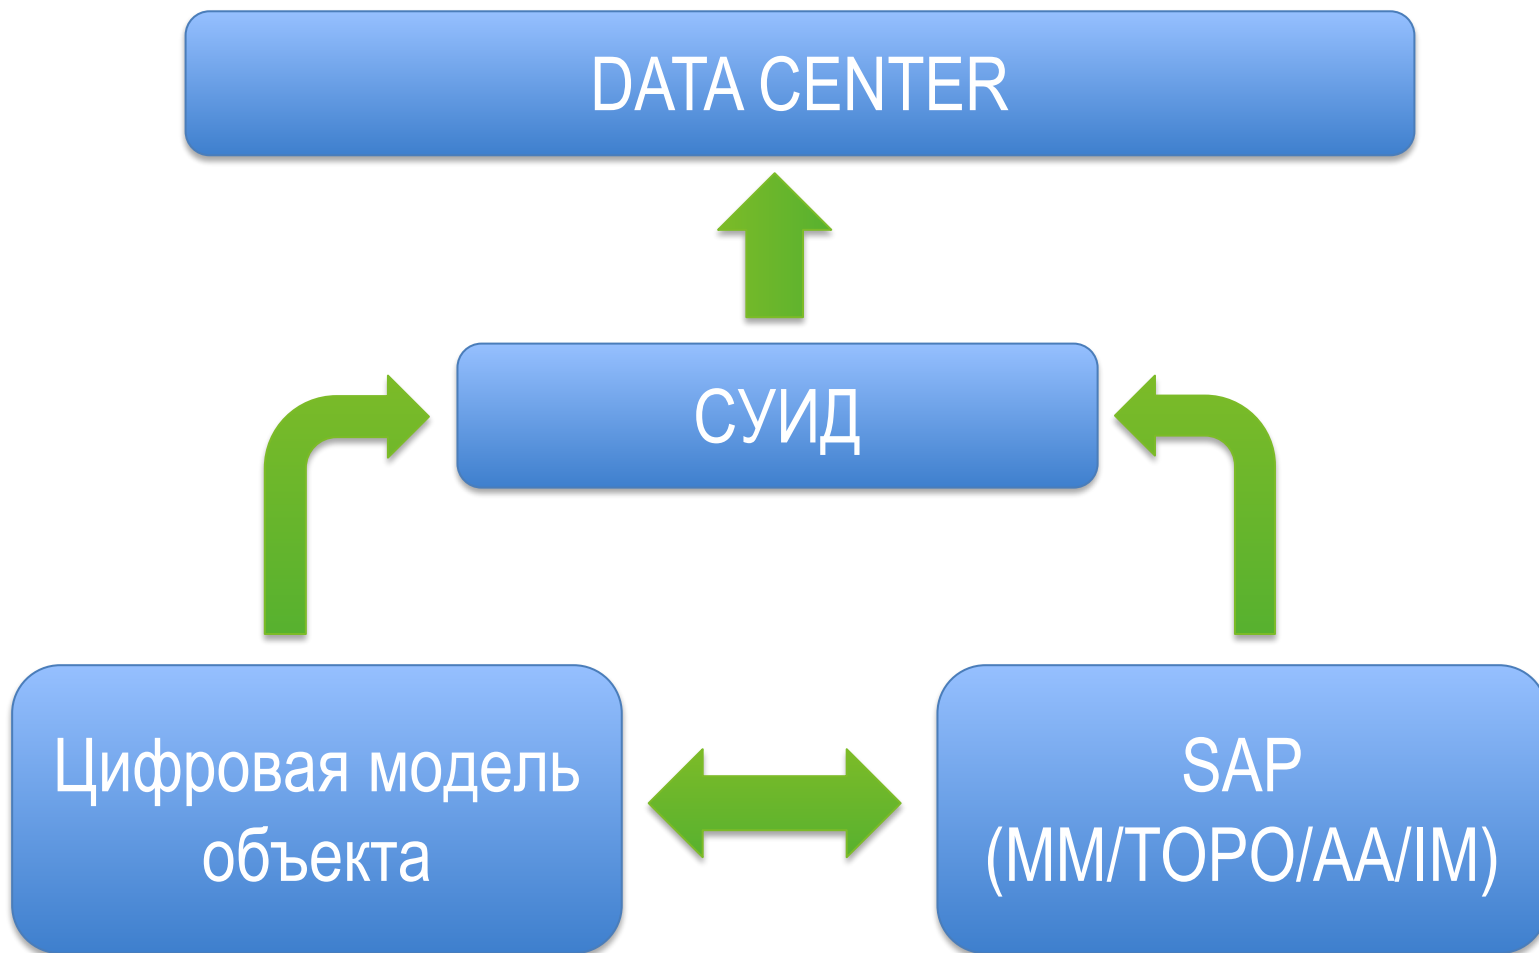 DATA CENTER
СУИД
Цифровая модель
объекта
SAP
(MM/ТОРО/AA/IM)